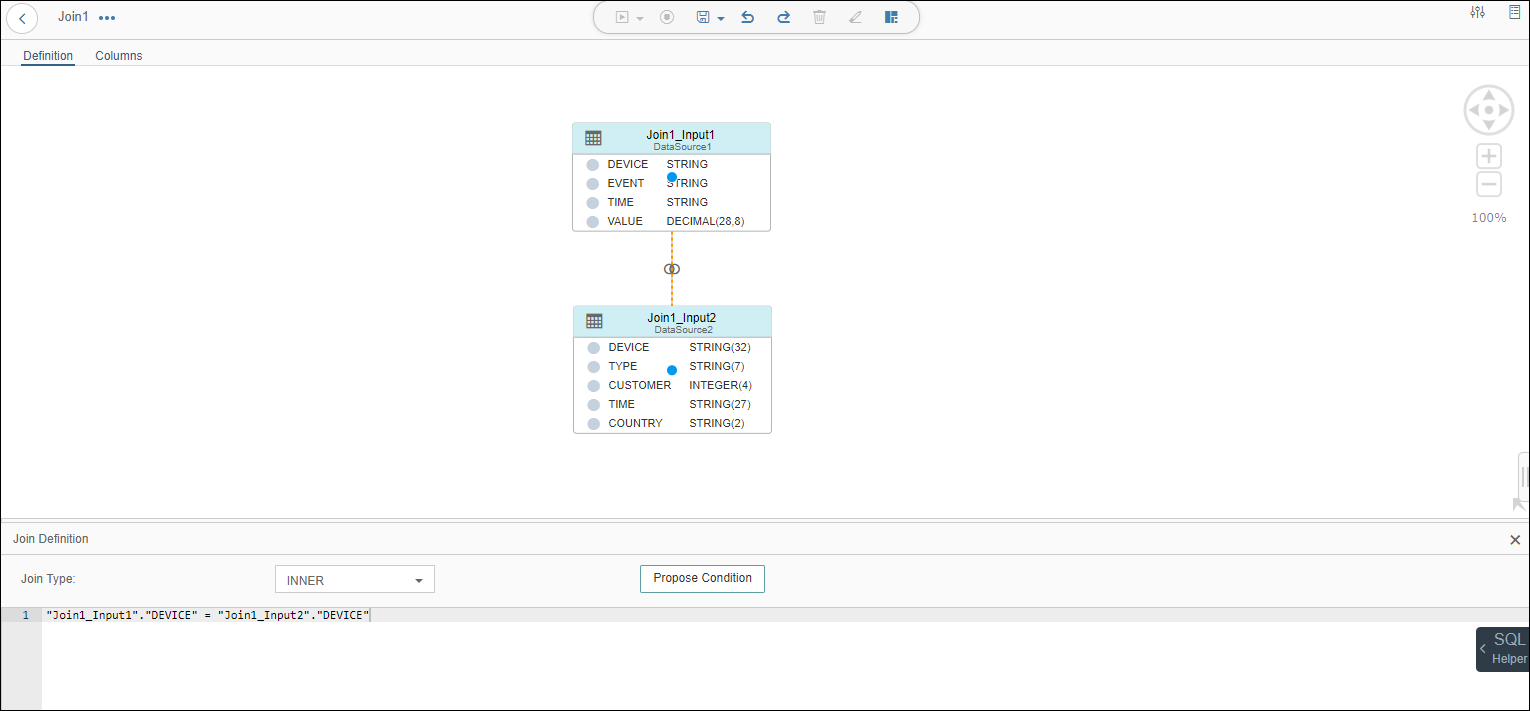 Join1
Definition Columns
Join1_Input1
DataSource1
DEVICE STRING
EVENT STRING
TIME STRING
VALUE DECIMAL(28,8)
100%
Join1_Input2
DataSource2
DEVICE STRING(32)
TYPE STRING(7)
CUSTOMER INTEGER(4)
TIME STRING(27)
COUNTRY STRING(2)
Join Definition
Join Type: INNER Propose Condition
1 "Join1_Input1"."DEVICE" = "Join1_Input2"."DEVICE"
SQL
Helper